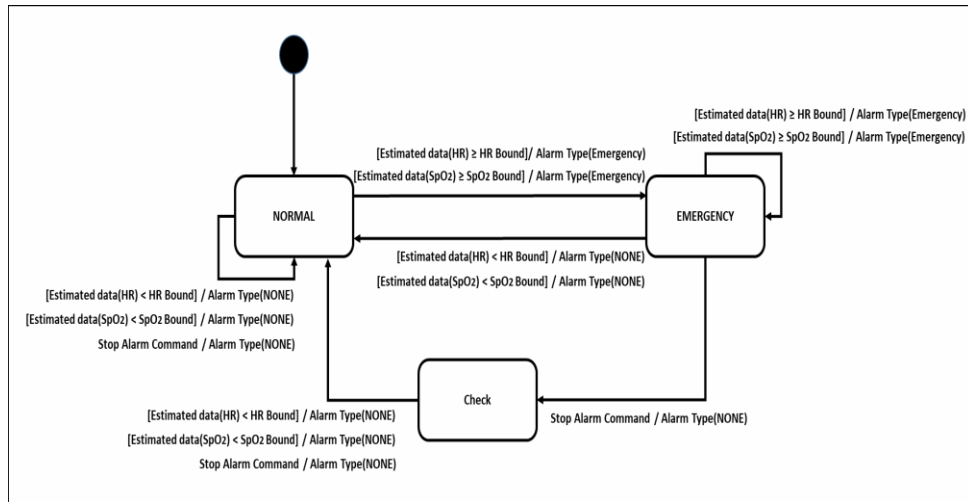 [Estimated data(HR) ≥ HR Bound] / Alarm Type(Emergency)
[Estimated data(SpO₂) ≥ SpO₂ Bound] / Alarm Type(Emergency)
[Estimated data(HR) ≥ HR Bound]/ Alarm Type(Emergency)
[Estimated data(SpO₂) ≥ SpO₂ Bound] / Alarm Type(Emergency)
NORMAL
EMERGENCY
[Estimated data(HR) < HR Bound] / Alarm Type(NONE)
[Estimated data(SpO₂) < SpO₂ Bound] / Alarm Type(NONE)
[Estimated data(HR) < HR Bound] / Alarm Type(NONE)
[Estimated data(SpO₂) < SpO₂ Bound] / Alarm Type(NONE)
Stop Alarm Command / Alarm Type(NONE)
Check
Stop Alarm Command / Alarm Type(NONE)
[Estimated data(HR) < HR Bound] / Alarm Type(NONE)
[Estimated data(SpO₂) < SpO₂ Bound] / Alarm Type(NONE)
Stop Alarm Command / Alarm Type(NONE)